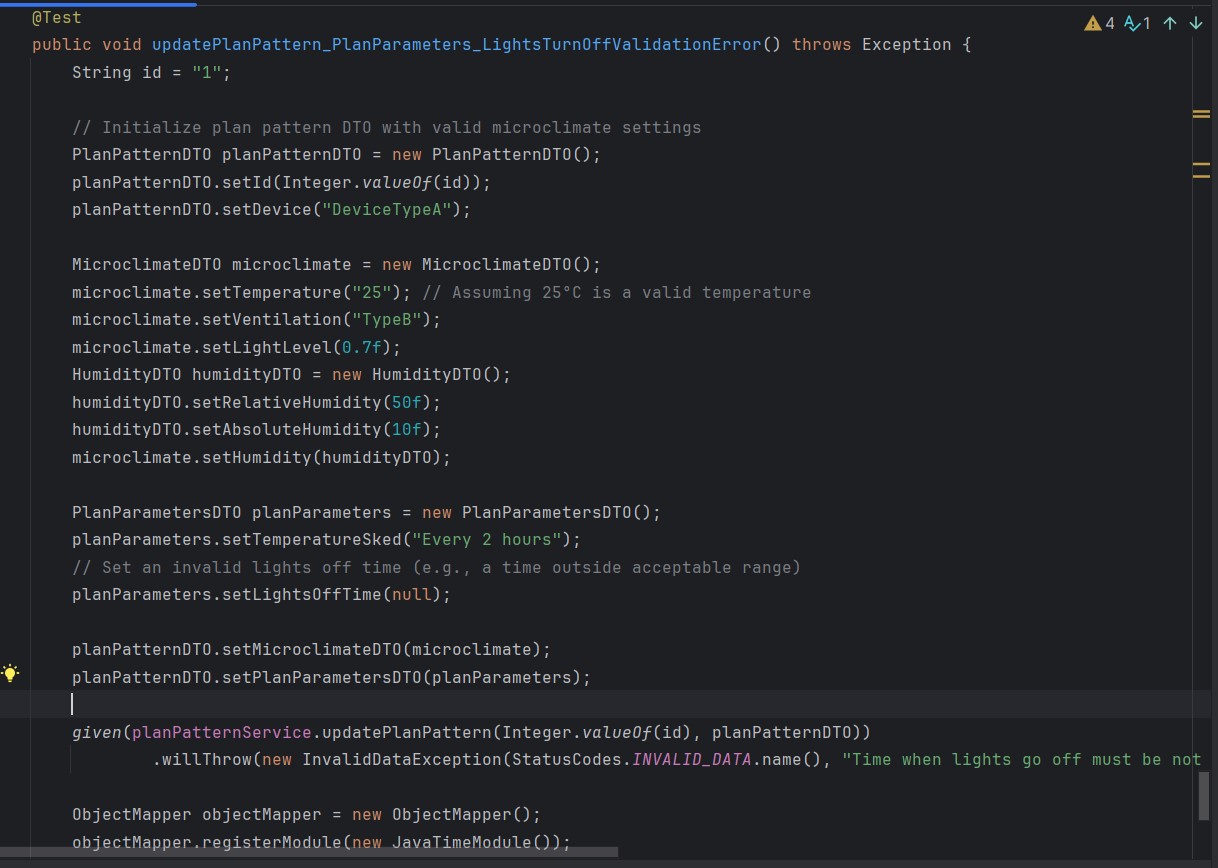 @Test
4 1
public void updatePlanPattern_PlanParameters_LightsTurnOffValidationError() throws Exception {
    String id = "1";

    // Initialize plan pattern DTO with valid microclimate settings
    PlanPatternDTO planPatternDTO = new PlanPatternDTO();
    planPatternDTO.setId(Integer.valueOf(id));
    planPatternDTO.setDevice("DeviceTypeA");

    MicroclimateDTO microclimate = new MicroclimateDTO();
    microclimate.setTemperature("25"); // Assuming 25°C is a valid temperature
    microclimate.setVentilation("TypeB");
    microclimate.setLightLevel(0.7f);
    HumidityDTO humidityDTO = new HumidityDTO();
    humidityDTO.setRelativeHumidity(50f);
    humidityDTO.setAbsoluteHumidity(10f);
    microclimate.setHumidity(humidityDTO);

    PlanParametersDTO planParameters = new PlanParametersDTO();
    planParameters.setTemperatureSked("Every 2 hours");
    // Set an invalid lights off time (e.g., a time outside acceptable range)
    planParameters.setLightsOffTime(null);

    planPatternDTO.setMicroclimateDTO(microclimate);
    planPatternDTO.setPlanParametersDTO(planParameters);

    given(planPatternService.updatePlanPattern(Integer.valueOf(id), planPatternDTO))
            .willThrow(new InvalidDataException(StatusCodes.INVALID_DATA.name(), "Time when lights go off must be not

    ObjectMapper objectMapper = new ObjectMapper();
    objectMapper.registerModule(new JavaTimeModule());